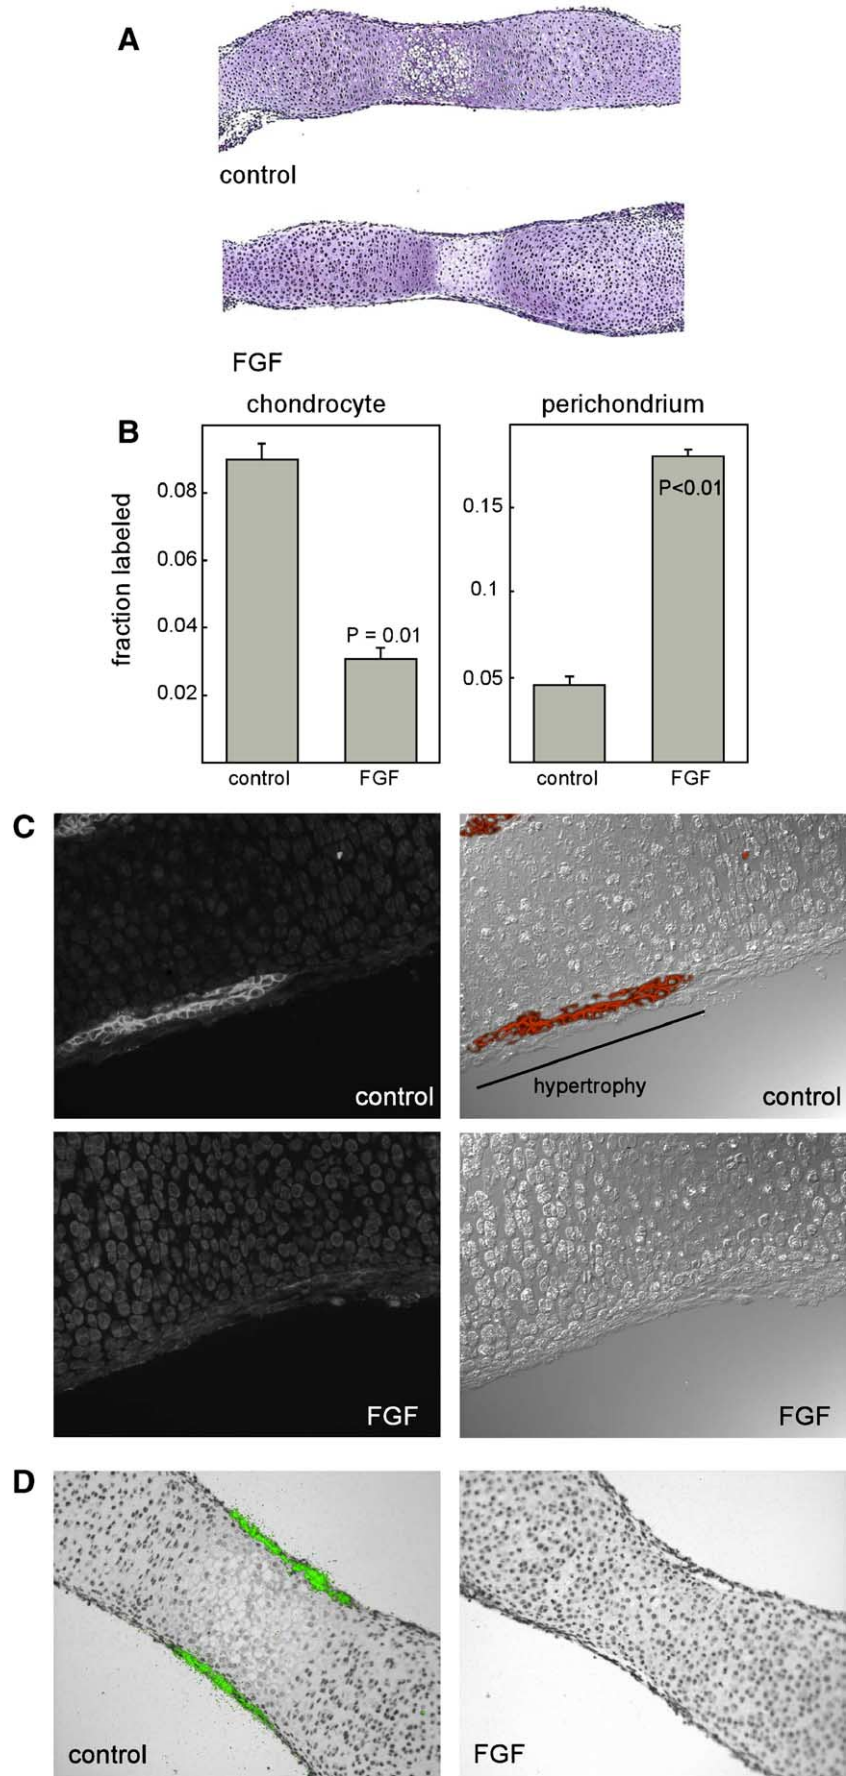 A
control
FGF
B
chondrocyte
perichondrium
fraction labeled
0.08
0.06
0.04
0.02
P = 0.01
control
FGF
0.15
0.1
0.05
P<0.01
control
FGF
C
control
hypertrophy
control
FGF
FGF
D
control
FGF